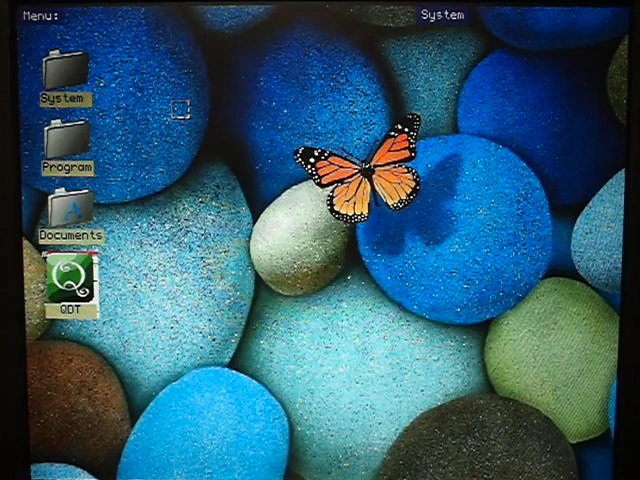 Menu:
System
System
Program
Documents
QDT